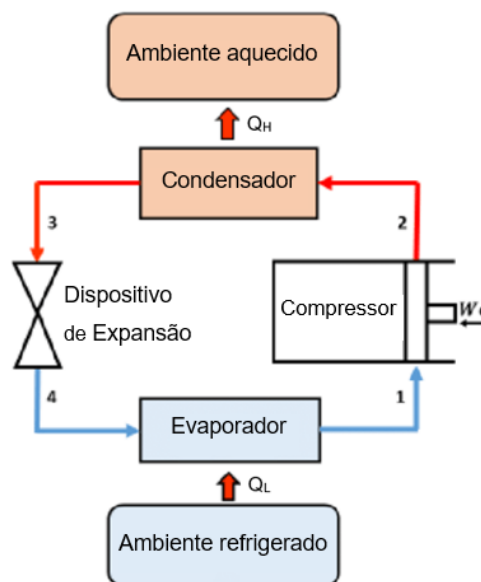 Ambiente aquecido
QH
Condensador
3
2
Dispositivo
de Expansão
Compressor
4
1
Evaporador
QL
Ambiente refrigerado